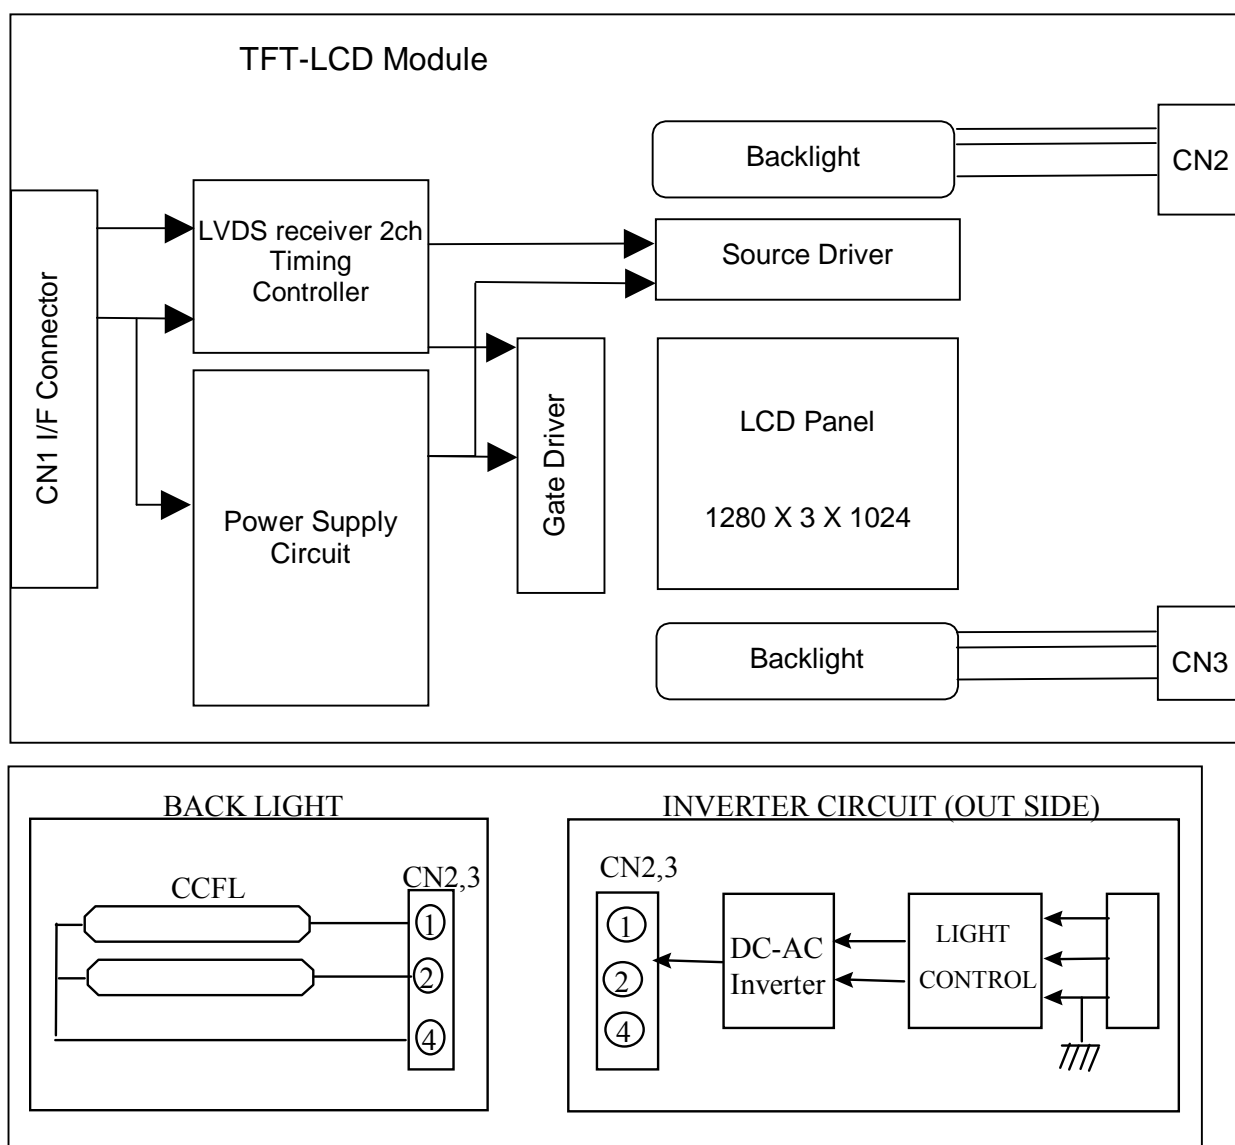 TFT-LCD Module
Backlight
CN2
CN1 I/F Connector
LVDS receiver 2ch
Timing
Controller
Source Driver
Gate Driver
LCD Panel
1280 X 3 X 1024
Power Supply
Circuit
Backlight
CN3
BACK LIGHT
CCFL
CN2,3
1
2
4
INVERTER CIRCUIT (OUT SIDE)
CN2,3
1
2
4
DC-AC
Inverter
LIGHT
CONTROL